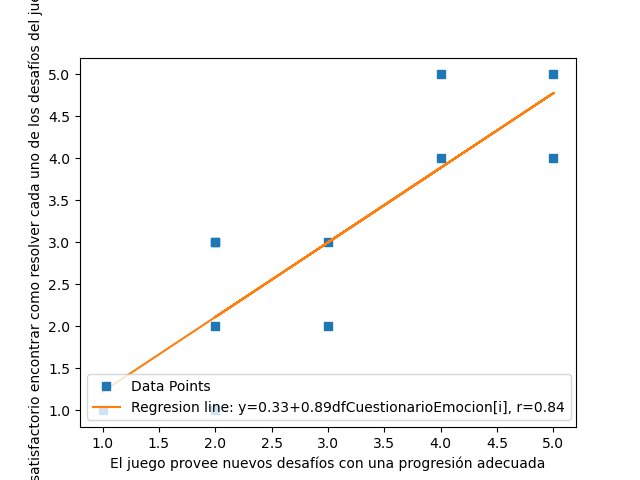 satisfactorio encontrar como resolver cada uno de los desafíos del
5.0
4.5
4.0
3.5
3.0
2.5
2.0
1.5
1.0
Data Points
Regresion line: y=0.33+0.89dfCuestionarioEmocion[i], r=0.84
1.0 1.5 2.0 2.5 3.0 3.5 4.0 4.5 5.0
El juego provee nuevos desafíos con una progresión adecuada